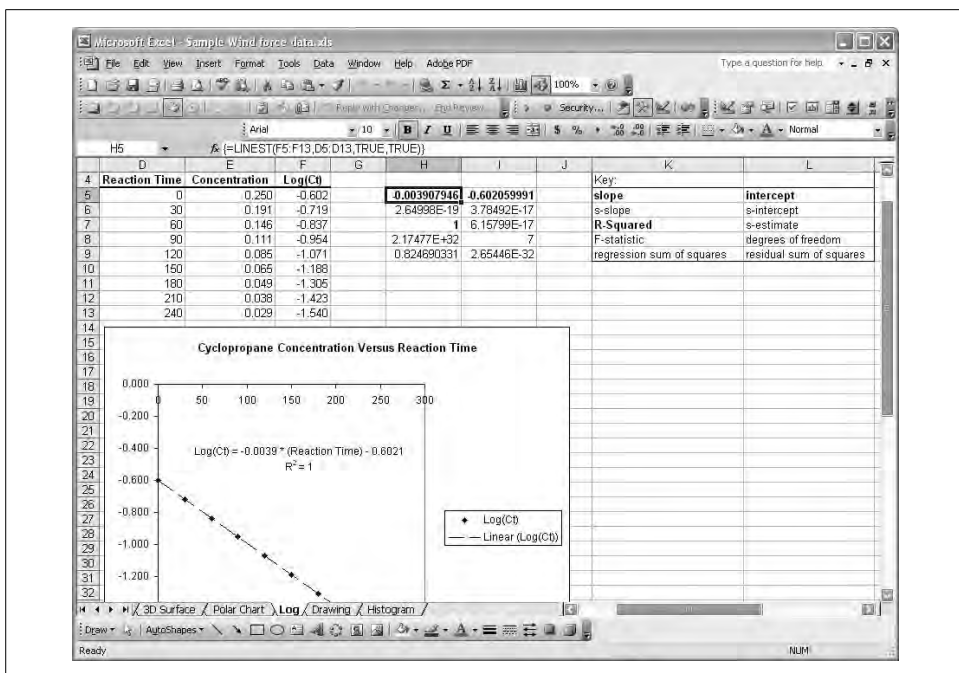 Microsoft Excel - Sample Wind force data.xls
File Edit View Insert Format Tools Data Window Help Adobe PDF Type a question for help
100%
Reply with Changes... End Review... Security...
Arial 10 B I U $ % , Normal
H5 fx {=LINEST(F5:F13,D5:D13,TRUE,TRUE)}
D E F G H I J K L
4 Reaction Time Concentration Log(Ct) Key:
5 0 0.250 -0.602 -0.003907946 -0.602059991 slope intercept
6 30 0.191 -0.719 2.64998E-19 3.78492E-17 s-slope s-intercept
7 60 0.146 -0.837 1 6.15799E-17 R-Squared s-estimate
8 90 0.111 -0.954 2.17477E+32 7 F-statistic degrees of freedom
9 120 0.085 -1.071 0.824690331 2.65446E-32 regression sum of squares residual sum of squares
10 150 0.065 -1.188
11 180 0.049 -1.305
12 210 0.038 -1.423
13 240 0.029 -1.540
14
15
16
17
18
19
20
21
22
23
24
25
26
27
28
29
30
31
32
Cyclopropane Concentration Versus Reaction Time
0.000
0 50 100 150 200 250 300
-0.200
-0.400
Log(Ct) = -0.0039 * (Reaction Time) - 0.6021
R² = 1
-0.600
-0.800
-1.000
-1.200
Log(Ct)
Linear (Log(Ct))
3D Surface Polar Chart Log Drawing Histogram
Draw AutoShapes
Ready NUM